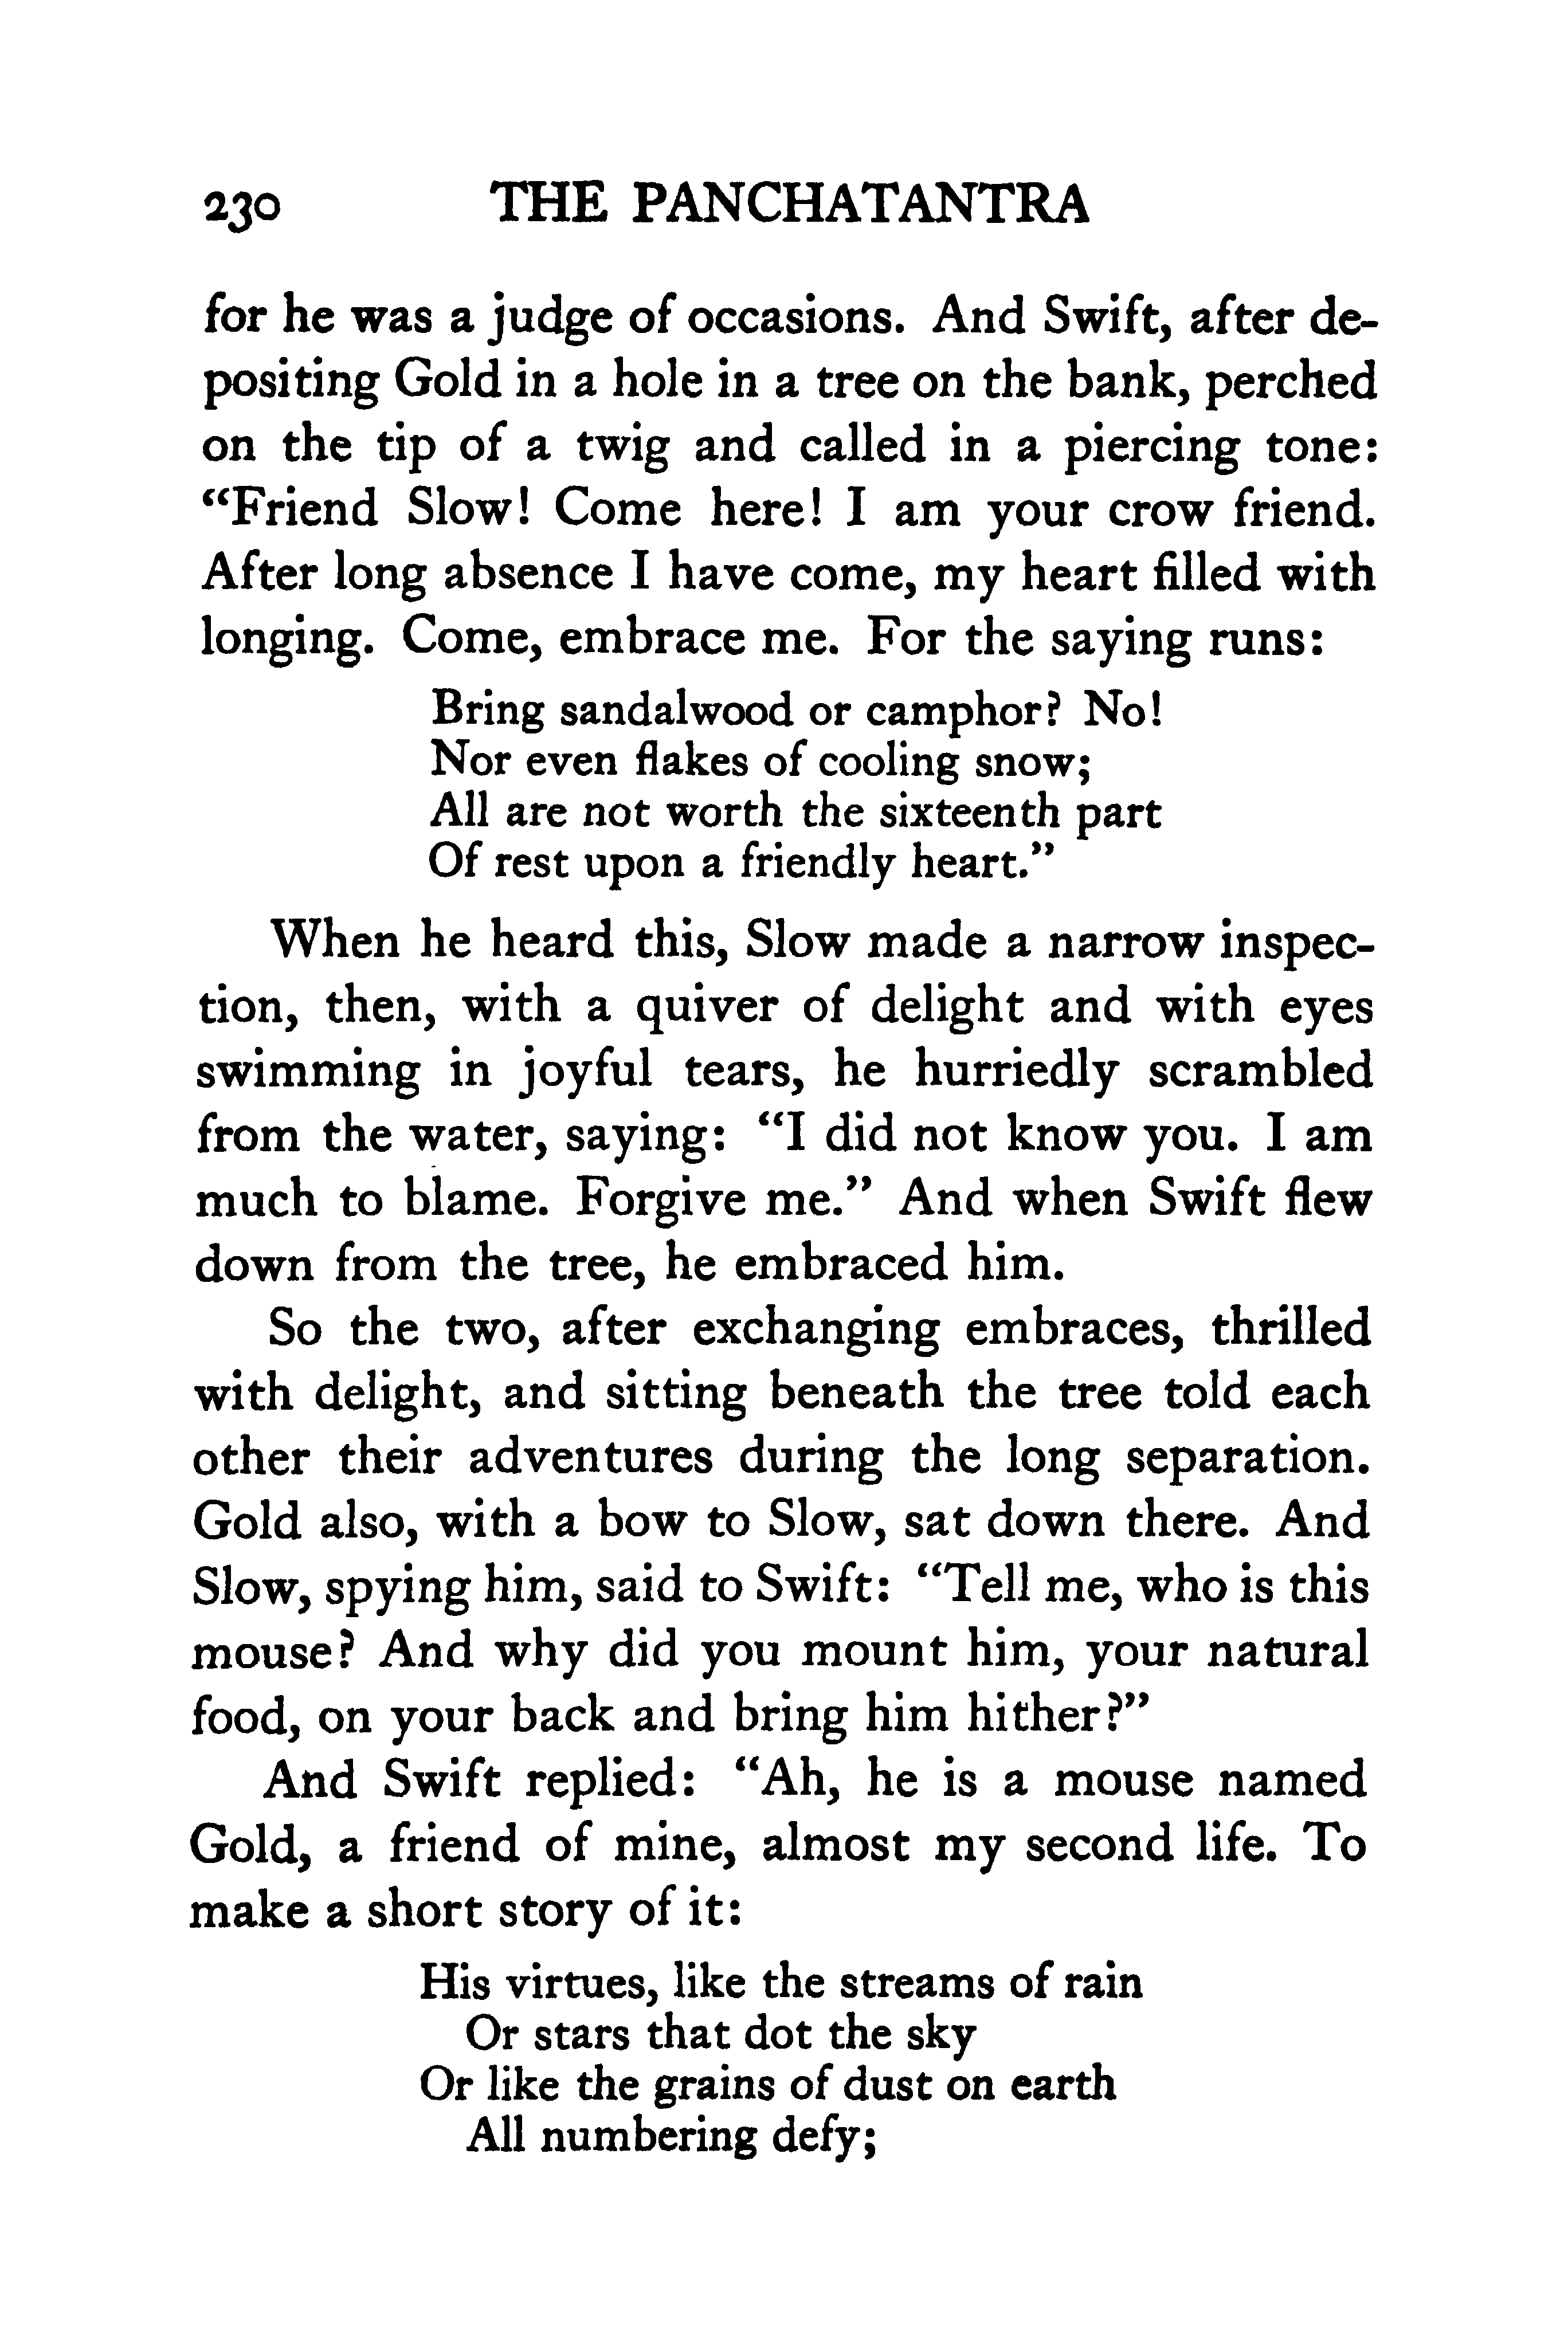 230 THE PANCHATANTRA
for he was a judge of occasions. And Swift, after de-
positing Gold in a hole in a tree on the bank, perched
on the tip of a twig and called in a piercing tone:
“Friend Slow! Come here! I am your crow friend.
After long absence I have come, my heart filled with
longing. Come, embrace me. For the saying runs:
Bring sandalwood or camphor? No!
Nor even flakes of cooling snow;
All are not worth the sixteenth part
Of rest upon a friendly heart.”
When he heard this, Slow made a narrow inspec-
tion, then, with a quiver of delight and with eyes
swimming in joyful tears, he hurriedly scrambled
from the water, saying: “I did not know you. I am
much to blame. Forgive me.” And when Swift flew
down from the tree, he embraced him.
So the two, after exchanging embraces, thrilled
with delight, and sitting beneath the tree told each
other their adventures during the long separation.
Gold also, with a bow to Slow, sat down there. And
Slow, spying him, said to Swift: “Tell me, who is this
mouse? And why did you mount him, your natural
food, on your back and bring him hither?”
And Swift replied: “Ah, he is a mouse named
Gold, a friend of mine, almost my second life. To
make a short story of it:
His virtues, like the streams of rain
Or stars that dot the sky
Or like the grains of dust on earth
All numbering defy;